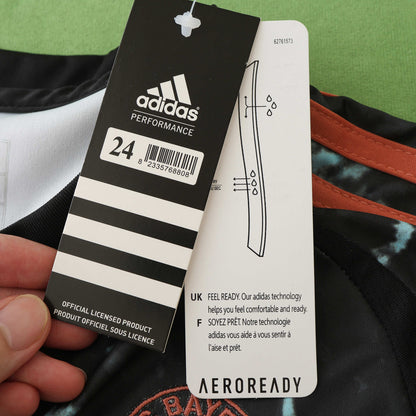 adidas
PERFORMANCE
24
8 2335768808
OFFICIAL LICENSED PRODUCT
PRODUIT OFFICIEL SOUS LICENCE
62761573
UK FEEL READY. Our adidas technology
helps you feel comfortable and ready.
F SOYEZ PRÊT. Notre technologie
adidas vous aide à vous sentir à
l'aise et prêt.
AEROREADY